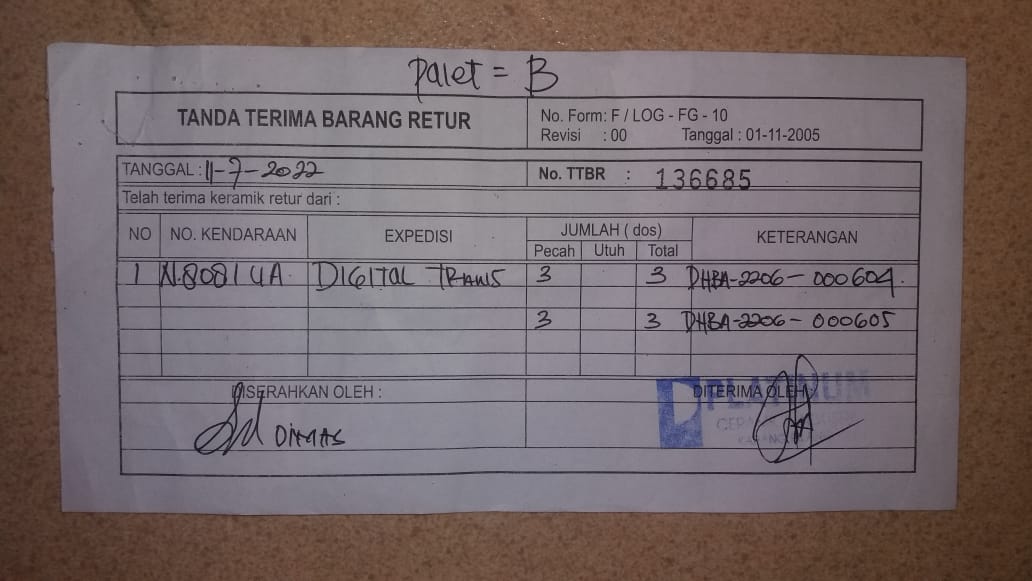 Palet = B
TANDA TERIMA BARANG RETUR
No. Form: F / LOG - FG - 10
Revisi : 00 Tanggal : 01-11-2005
TANGGAL : 11-7-2022 No. TTBR : 136685
Telah terima keramik retur dari :
NO NO. KENDARAAN EXPEDISI JUMLAH ( dos) KETERANGAN
Pecah Utuh Total
1 N.8081 UA. DIGITAL TRANS 3 3 DHBA-2206-000604.
3 3 DHBA-2206-000605
DISERAHKAN OLEH : DITERIMA OLEH :
PLATINUM
DIMAS